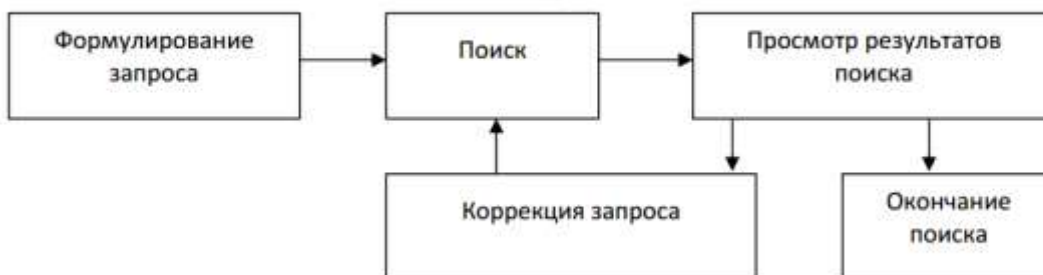 Формулирование
запроса
Поиск
Просмотр результатов
поиска
Коррекция запроса
Окончание
поиска